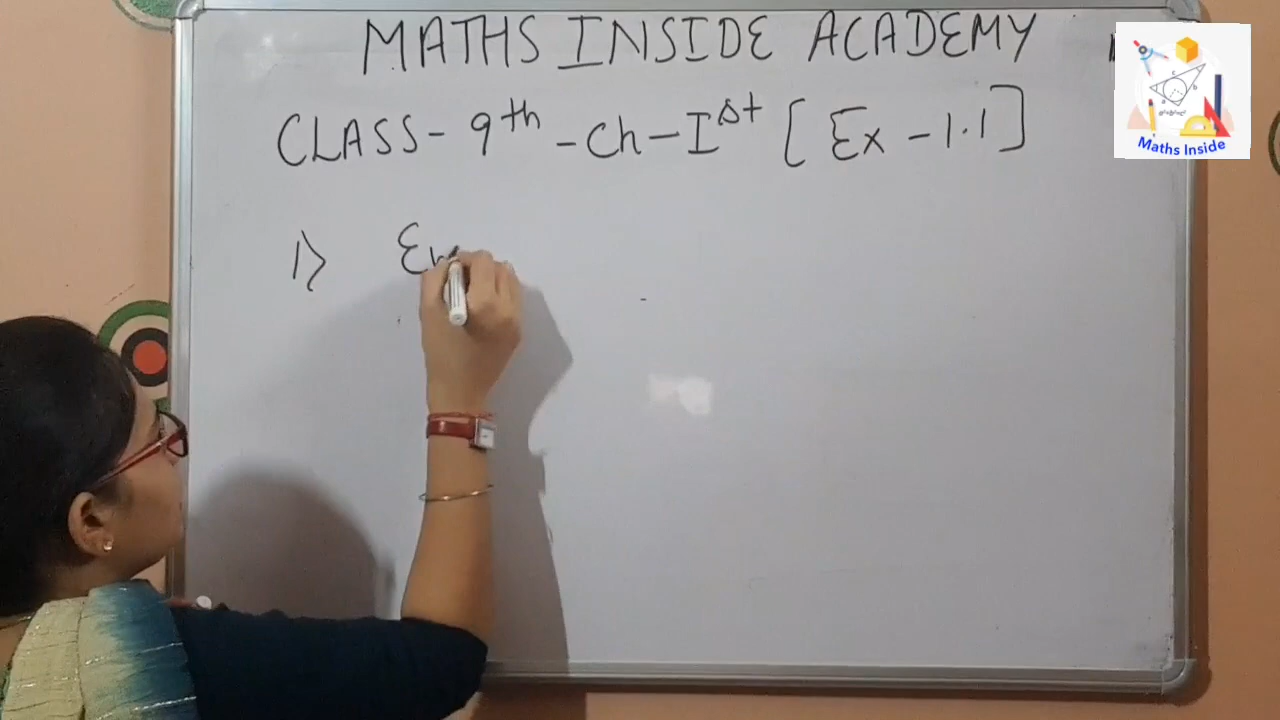 MATHS INSIDE ACADEMY
CLASS - 9th - Ch - Ist [Ex - 1.1]
1)
Maths Inside